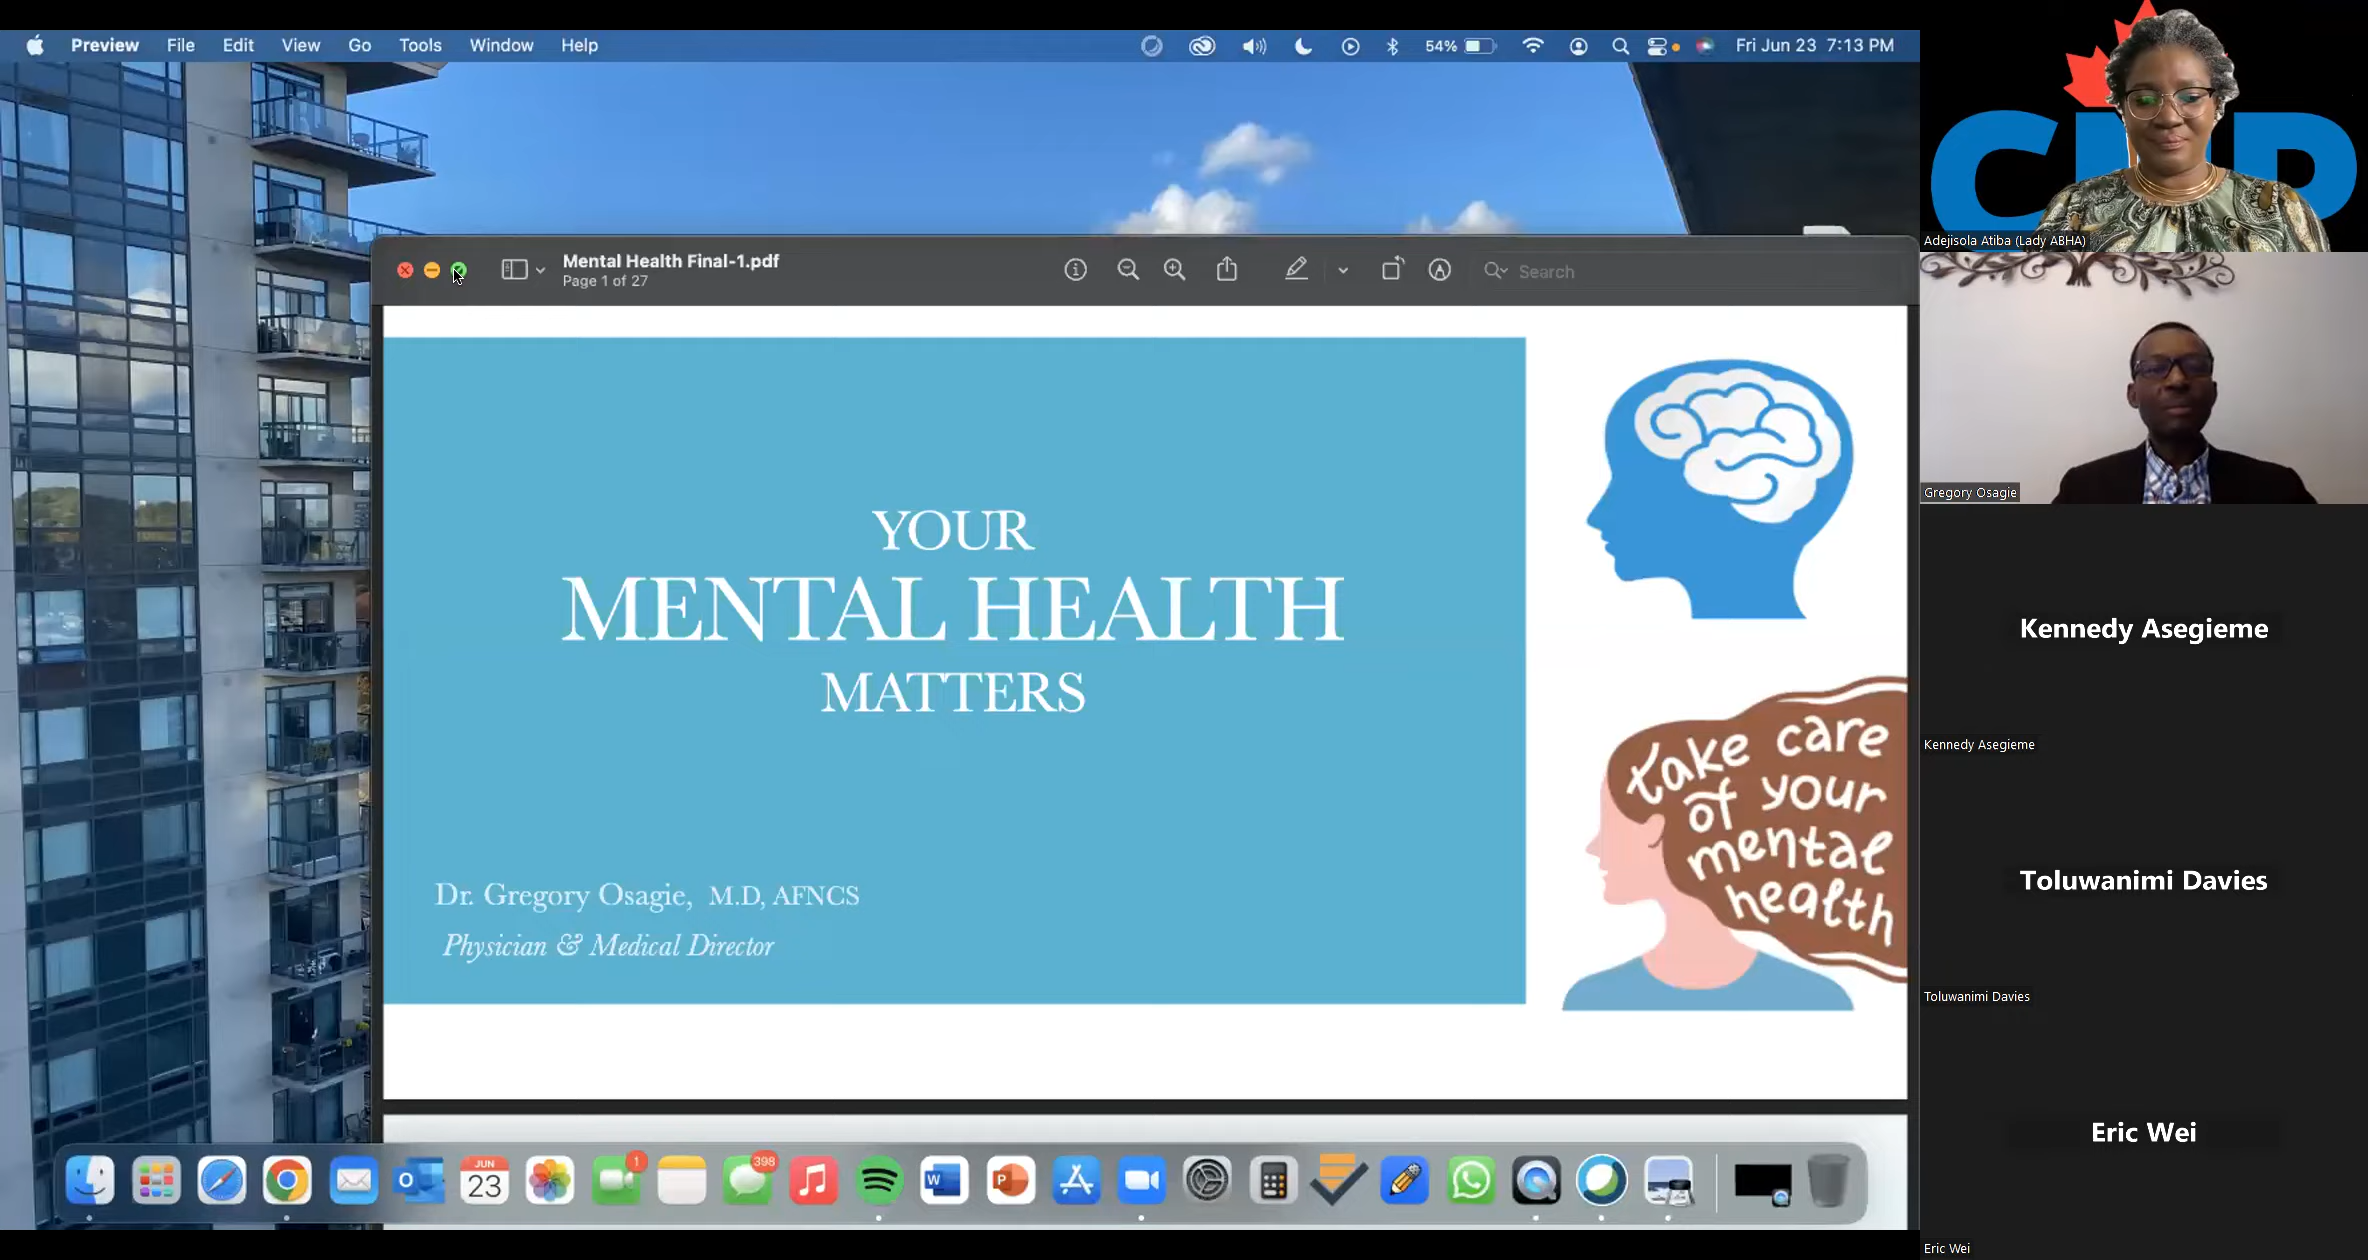 Preview File Edit View Go Tools Window Help
54% Fri Jun 23 7:13 PM
Mental Health Final-1.pdf
Page 1 of 27
Search
YOUR
MENTAL HEALTH
MATTERS
Dr. Gregory Osagie, M.D, AFNCS
Physician & Medical Director
take care
of your
mental
health
JUN
23
1
398
W
P
O
Adejisola Atiba (Lady ABHA)
Gregory Osagie
Kennedy Asegieme
Kennedy Asegieme
Toluwanimi Davies
Toluwanimi Davies
Eric Wei
Eric Wei